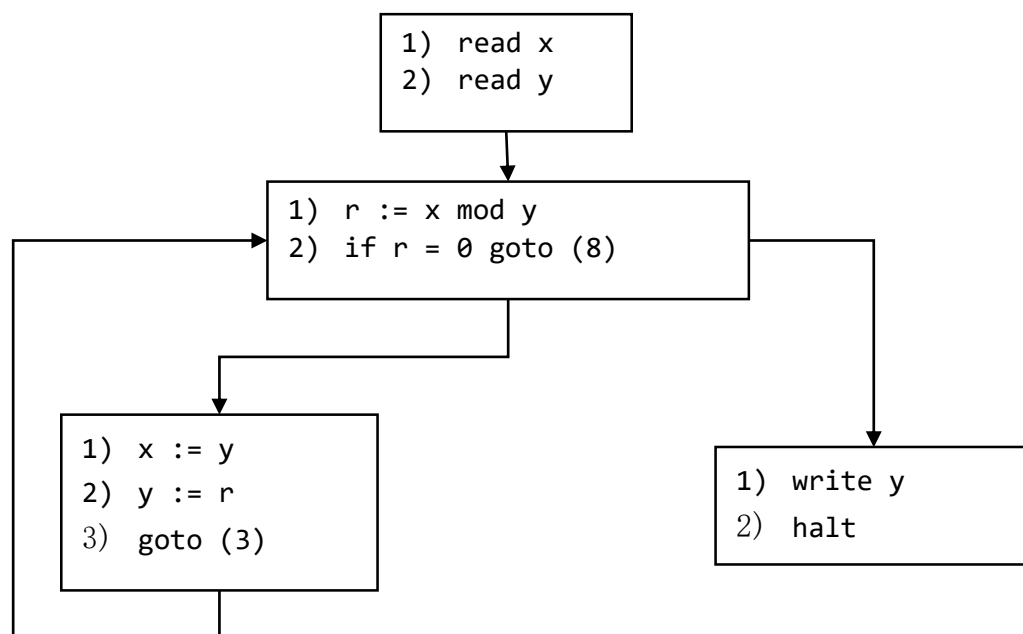 1) read x
2) read y
1) r := x mod y
2) if r = 0 goto (8)
1) x := y
2) y := r
3) goto (3)
1) write y
2) halt